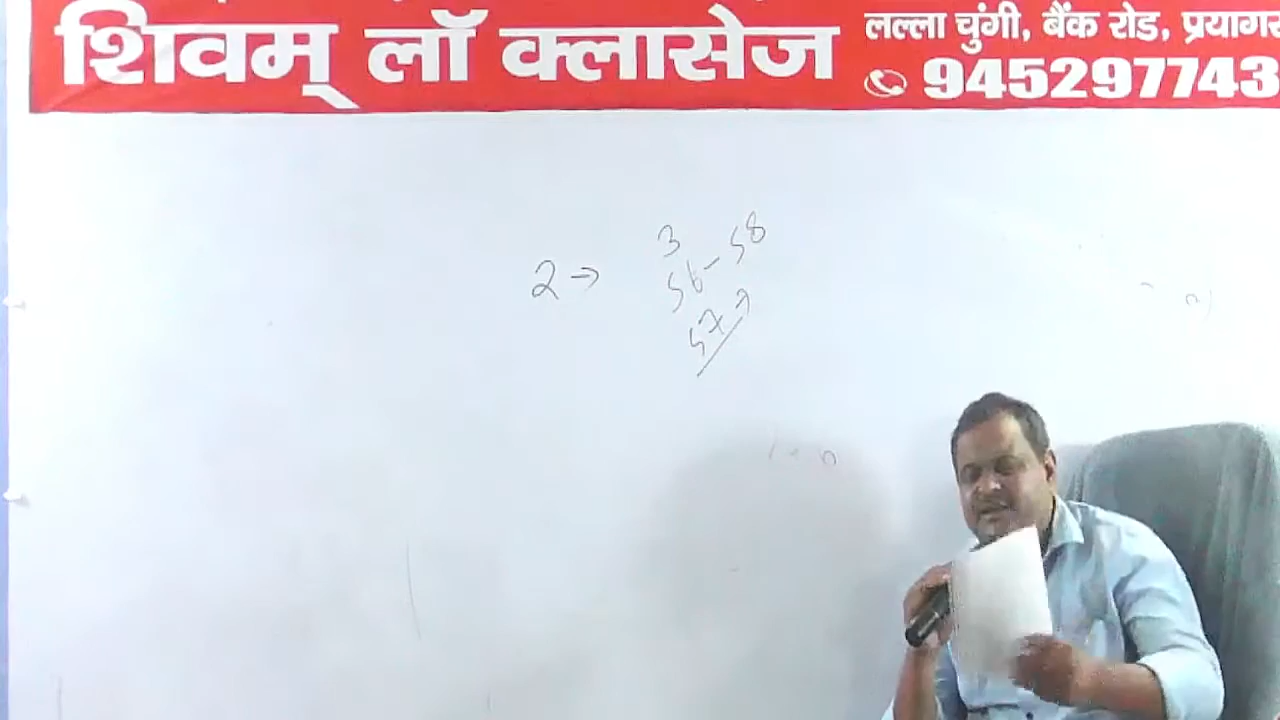 शिवम् लॉ क्लासेज
लल्ला चुंगी, बैंक रोड, प्रयागर
945297743
3
2 → 56-58
57 →